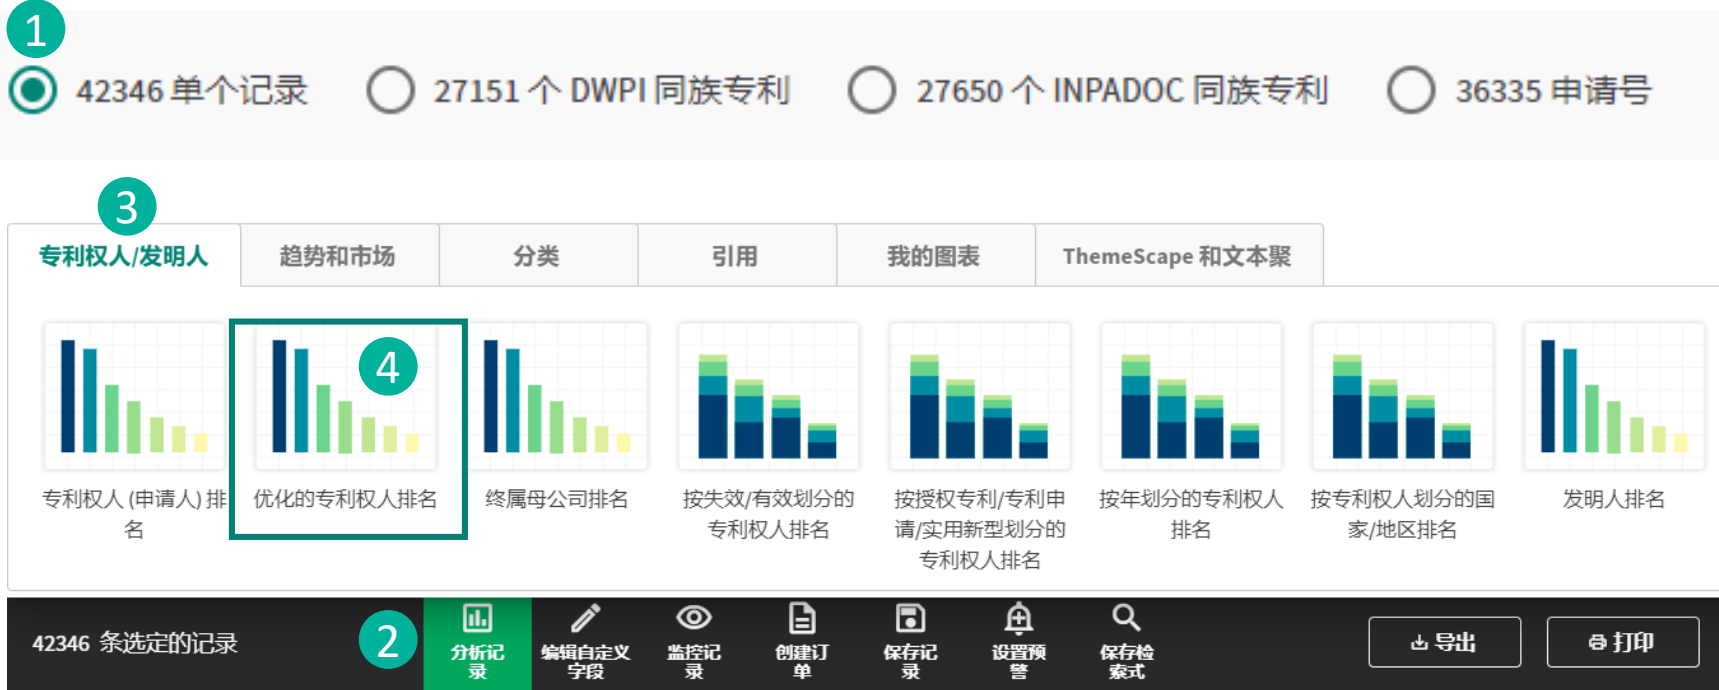 1
42346 单个记录
27151 个 DWPI 同族专利
27650 个 INPADOC 同族专利
36335 申请号
3
专利权人/发明人
趋势和市场
分类
引用
我的图表
ThemeScape 和文本聚
4
专利权人 (申请人) 排
名
优化的专利权人排名
终属母公司排名
按失效/有效划分的
专利权人排名
按授权专利/专利申
请/实用新型划分的
专利权人排名
按年划分的专利权人
排名
按专利权人划分的国
家/地区排名
发明人排名
42346 条选定的记录
2
分析记
录
编辑自定义
字段
监控记
录
创建订
单
保存记
录
设置预
警
保存检
索式
导出
打印